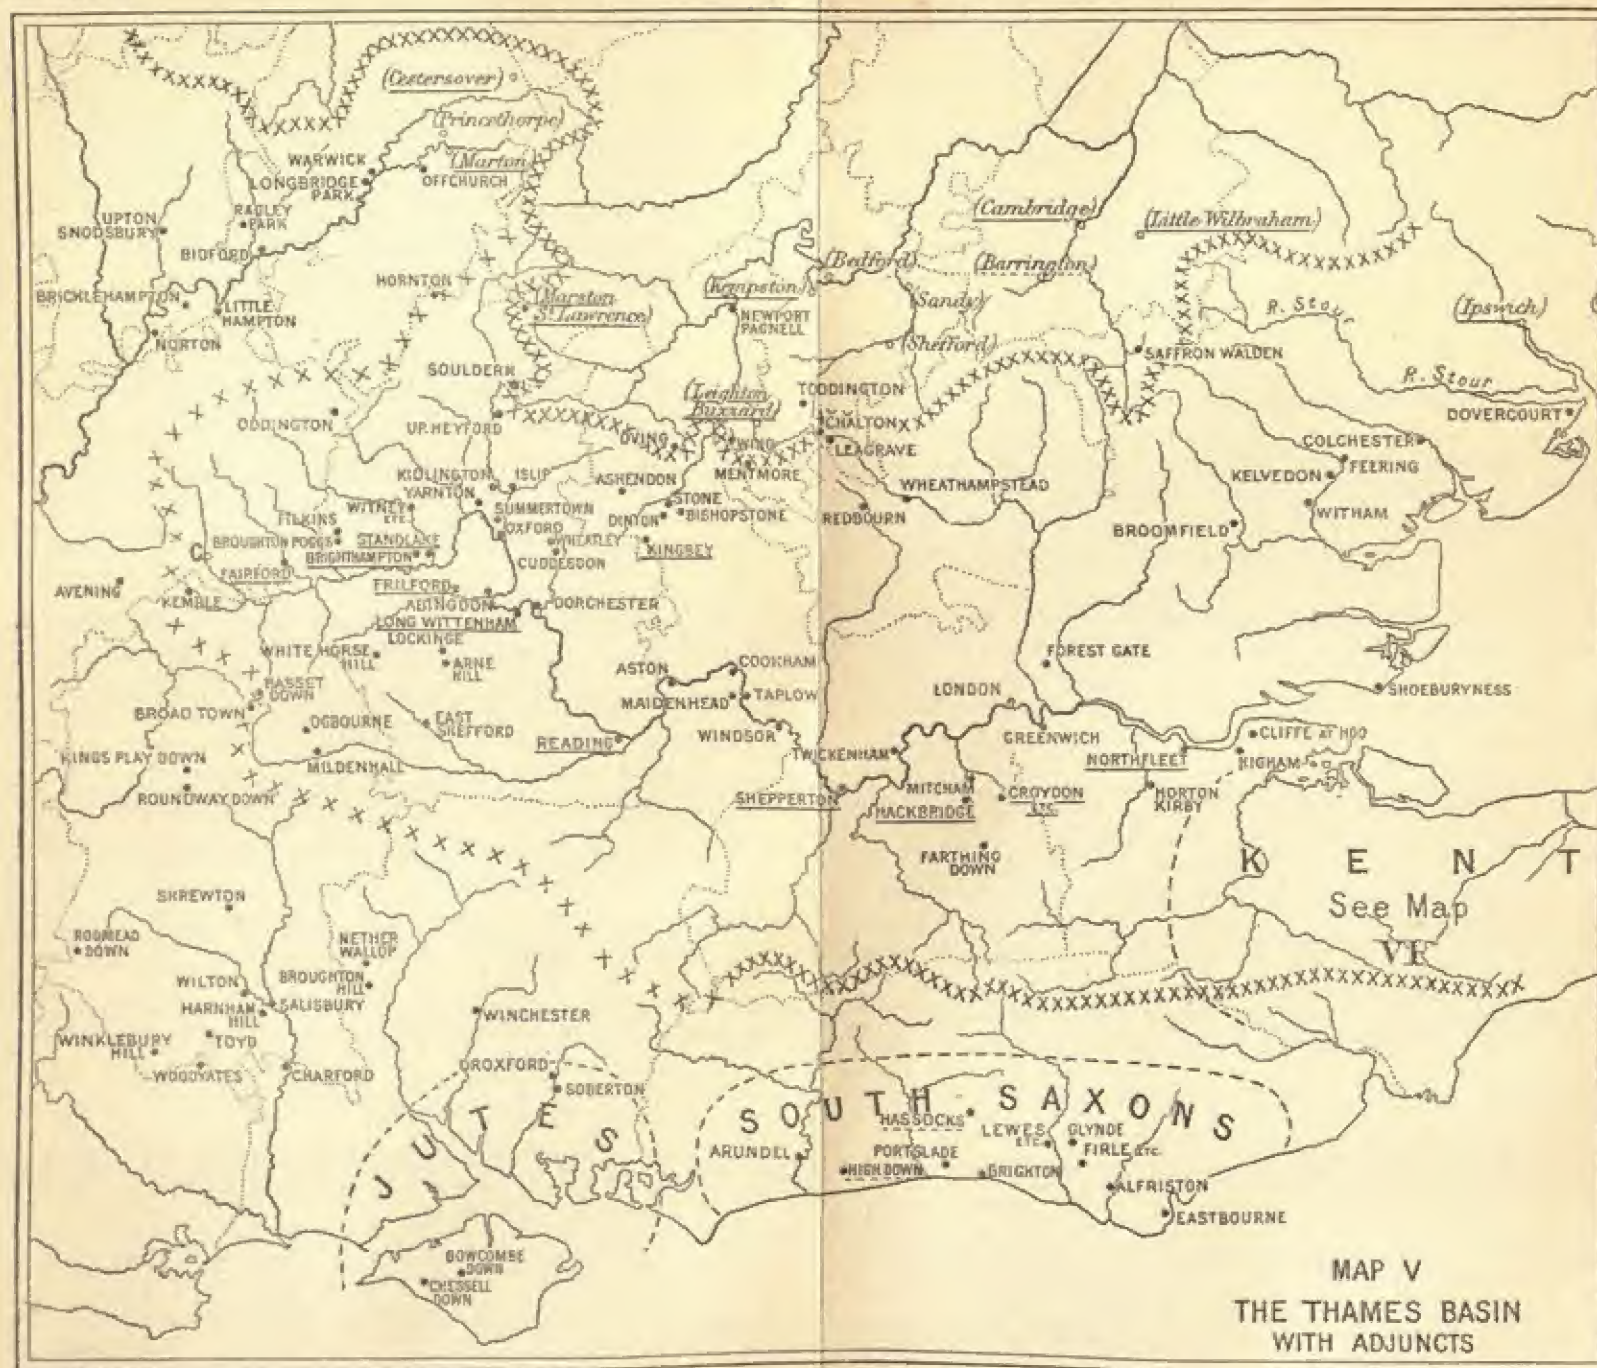 (Cestersover)
(Princethorpe)
(Marton)
WARWICK
OFFCHURCH
LONGBRIDGE
PARK
RAGLEY
PARK
UPTON
SNODSBURY
BIDFORD
(Cambridge)
(Little Wilbraham)
HORNTON
(Bedford)
(Barrington)
BRICKLEHAMPTON
LITTLE
HAMPTON
(Marston
St Lawrence)
(Kempston)
NEWPORT
PAGNELL
(Sandy)
R. Stour
(Ipswich)
NORTON
(Shefford)
SAFFRON WALDEN
SOULDERN
R. Stour
(Leighton
Buzzard)
TODDINGTON
DOVERCOURT
ODDINGTON
UP. HEYFORD
CHALTON
OVING
WING
LEAGRAVE
COLCHESTER
FEERING
KIDLINGTON
ISLIP
ASHENDON
MENTMORE
WHEATHAMPSTEAD
KELVEDON
YARNTON
WITNEY
ETC.
SUMMERTOWN
STONE
BISHOPSTONE
DINTON
REDBOURN
WITHAM
FILKINS
OXFORD
BROOMFIELD
BROUGHTON POGGS
STANDLAKE
WHEATLEY
KINGSEY
C.
BRIGHTHAMPTON
CUDDESDON
FAIRFORD
AVENING
KEMBLE
FRILFORD
ABINGDON
DORCHESTER
LONG WITTENHAM
LOCKINGE
WHITE HORSE
HILL
ARNE
HILL
ASTON
COOKHAM
FOREST GATE
BASSET
DOWN
MAIDENHEAD
TAPLOW
LONDON
SHOEBURYNESS
BROAD TOWN
OGBOURNE
EAST
SHEFFORD
READING
WINDSOR
GREENWICH
CLIFFE AT HOO
KINGS PLAY DOWN
MILDENHALL
TWICKENHAM
NORTHFLEET
HIGHAM
ROUNDWAY DOWN
SHEPPERTON
MITCHAM
HACKBRIDGE
CROYDON
ETC.
HORTON
KIRBY
FARTHING
DOWN
KENT
See Map
VI
SHREWTON
RODMEAD
DOWN
NETHER
WALLOP
WILTON
BROUGHTON
HILL
HARNHAM
HILL
SALISBURY
WINCHESTER
WINKLEBURY
HILL
TOYD
WOODYATES
CHARFORD
DROXFORD
SOBERTON
JUTES
SOUTH SAXONS
HASSOCKS
LEWES
ETC.
GLYNDE
FIRLE ETC.
ARUNDEL
PORTSLADE
HIGH DOWN
BRIGHTON
ALFRISTON
EASTBOURNE
BOWCOMBE
DOWN
CHESSELL
DOWN
MAP V
THE THAMES BASIN
WITH ADJUNCTS